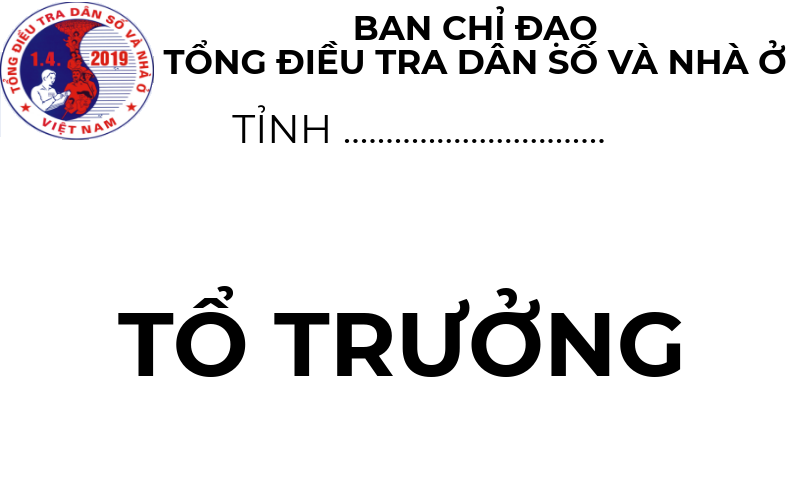 TỔNG ĐIỀU TRA DÂN SỐ VÀ NHÀ Ở
1.4. 2019
VIỆT NAM
BAN CHỈ ĐẠO
TỔNG ĐIỀU TRA DÂN SỐ VÀ NHÀ Ở
TỈNH ...............................
TỔ TRƯỞNG